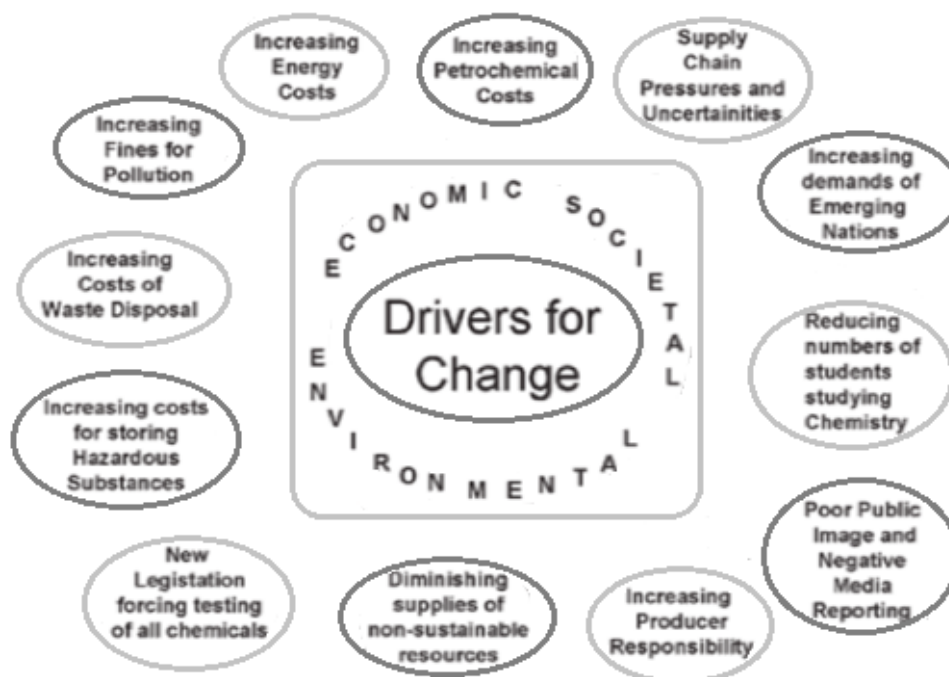 Increasing
Energy
Costs
Increasing
Petrochemical
Costs
Supply
Chain
Pressures and
Uncertainities
Increasing
Fines for
Pollution
Increasing
demands of
Emerging
Nations
ECONOMIC SOCIETAL
Increasing
Costs of
Waste Disposal
Drivers for
Change
Reducing
numbers of
students
studying
Chemistry
ENVIRONMENTAL
Increasing costs
for storing
Hazardous
Substances
Poor Public
Image and
Negative
Media
Reporting
New
Legistation
forcing testing
of all chemicals
Diminishing
supplies of
non-sustainable
resources
Increasing
Producer
Responsibility